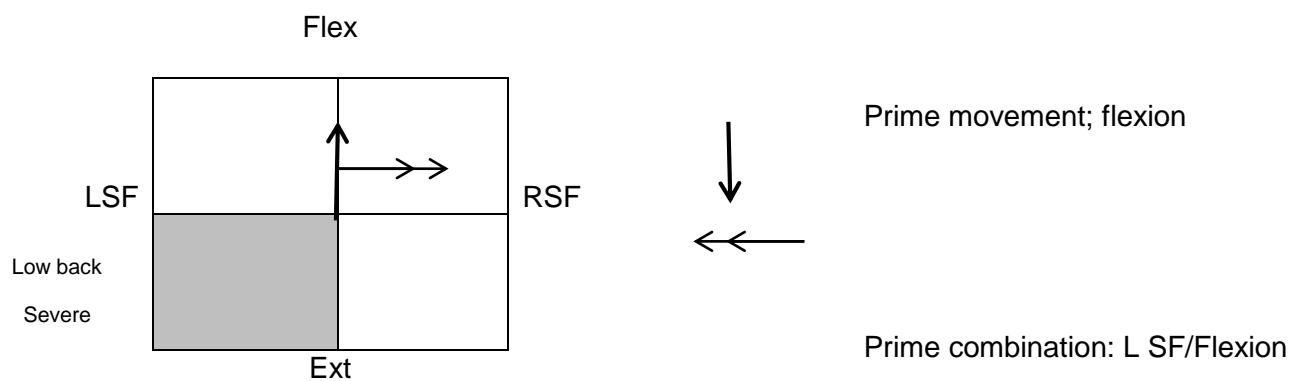 Flex
Prime movement; flexion
LSF
RSF
Low back
Severe
Ext
Prime combination: L SF/Flexion